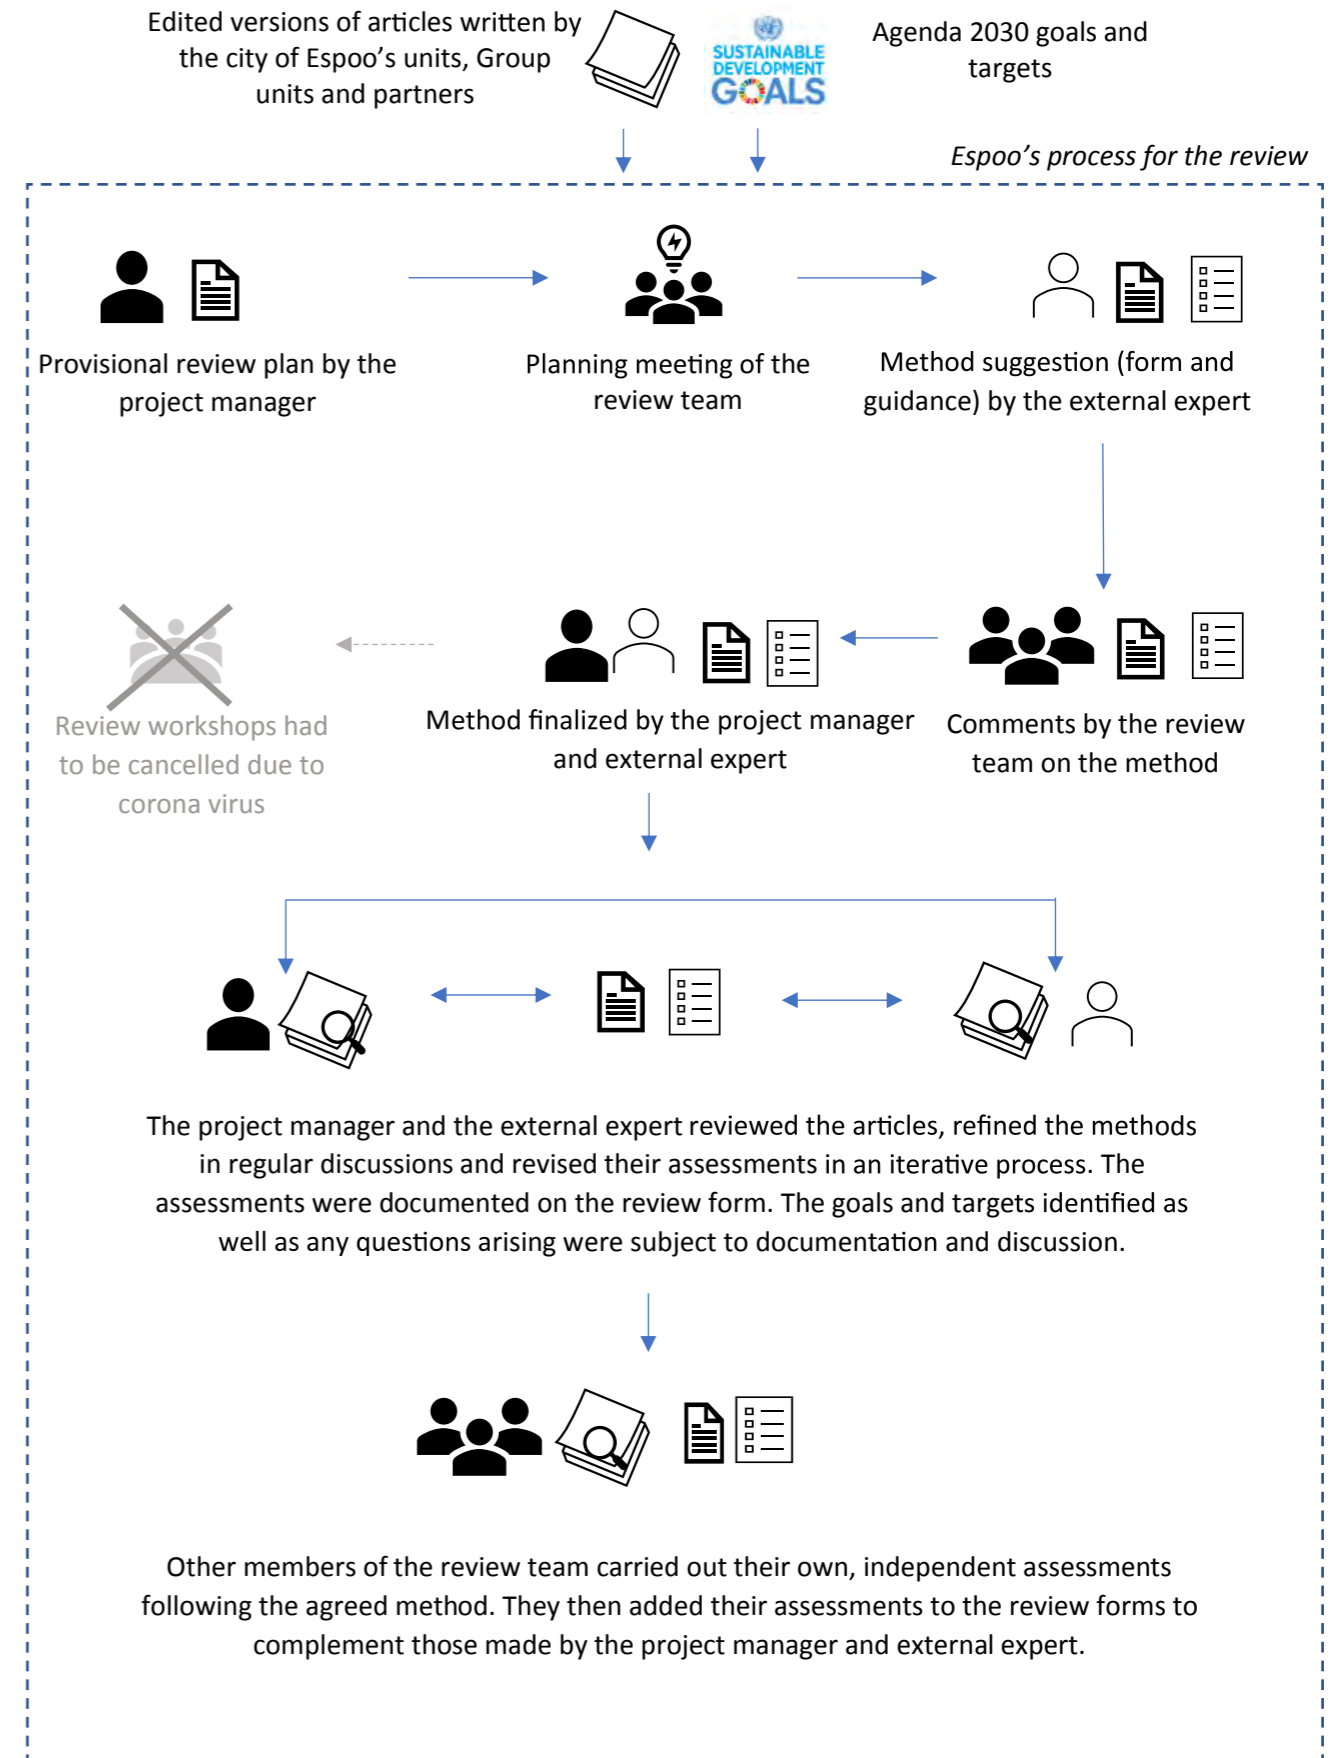 Edited versions of articles written by
the city of Espoo’s units, Group
units and partners
SUSTAINABLE
DEVELOPMENT
GOALS
Agenda 2030 goals and
targets
Espoo’s process for the review
Provisional review plan by the
project manager
Planning meeting of the
review team
Method suggestion (form and
guidance) by the external expert
Review workshops had
to be cancelled due to
corona virus
Method finalized by the project manager
and external expert
Comments by the review
team on the method
The project manager and the external expert reviewed the articles, refined the methods
in regular discussions and revised their assessments in an iterative process. The
assessments were documented on the review form. The goals and targets identified as
well as any questions arising were subject to documentation and discussion.
Other members of the review team carried out their own, independent assessments
following the agreed method. They then added their assessments to the review forms to
complement those made by the project manager and external expert.